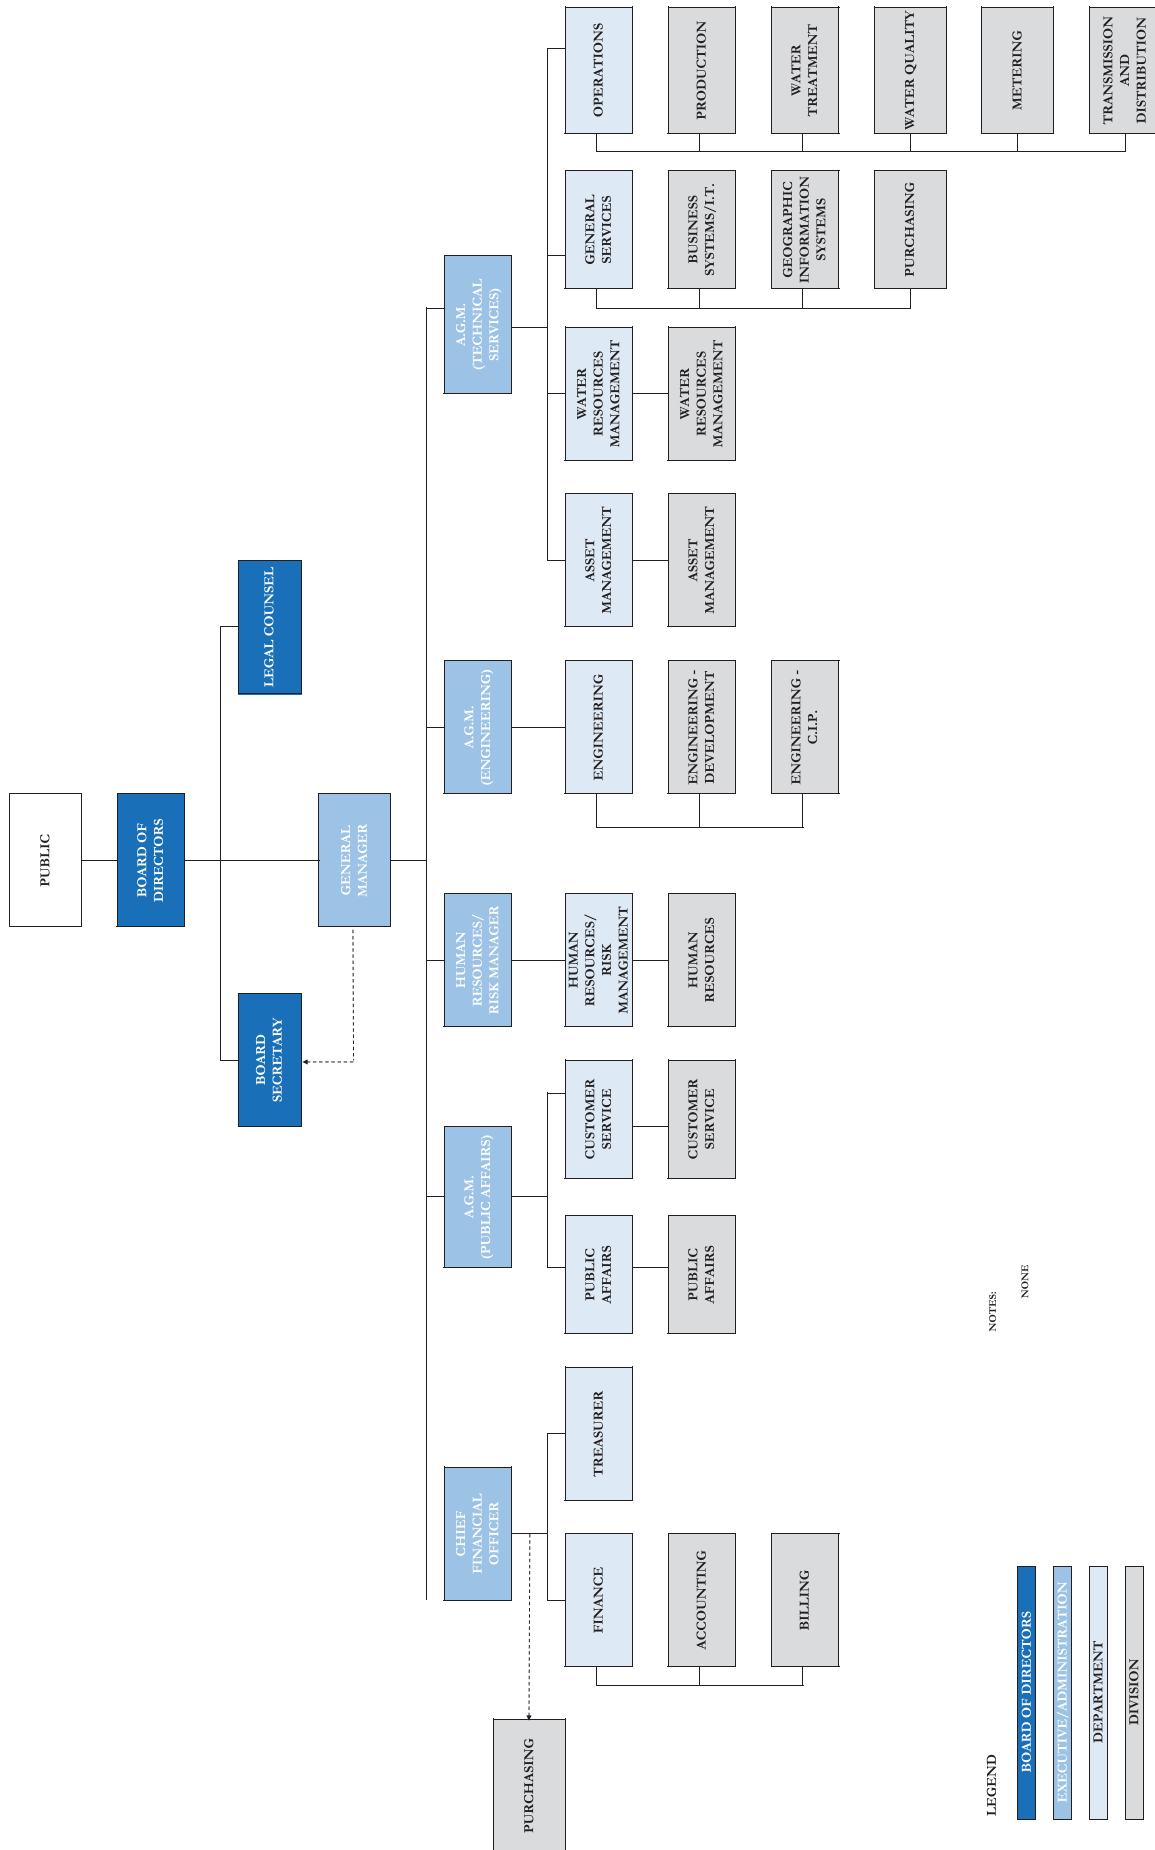 PUBLIC
BOARD OF
DIRECTORS
BOARD
SECRETARY
LEGAL COUNSEL
GENERAL
MANAGER
CHIEF
FINANCIAL
OFFICER
A.G.M.
(PUBLIC AFFAIRS)
HUMAN
RESOURCES/
RISK MANAGER
A.G.M.
(ENGINEERING)
A.G.M.
(TECHNICAL
SERVICES)
PURCHASING
FINANCE
TREASURER
PUBLIC
AFFAIRS
CUSTOMER
SERVICE
HUMAN
RESOURCES/
RISK
MANAGEMENT
ENGINEERING
ASSET
MANAGEMENT
WATER
RESOURCES
MANAGEMENT
GENERAL
SERVICES
OPERATIONS
ACCOUNTING
PUBLIC
AFFAIRS
CUSTOMER
SERVICE
HUMAN
RESOURCES
ENGINEERING -
DEVELOPMENT
ASSET
MANAGEMENT
WATER
RESOURCES
MANAGEMENT
BUSINESS
SYSTEMS/I.T.
PRODUCTION
BILLING
ENGINEERING -
C.I.P.
GEOGRAPHIC
INFORMATION
SYSTEMS
WATER
TREATMENT
PURCHASING
WATER QUALITY
METERING
TRANSMISSION
AND
DISTRIBUTION
LEGEND
BOARD OF DIRECTORS
EXECUTIVE/ADMINISTRATION
DEPARTMENT
DIVISION
NOTES:
NONE